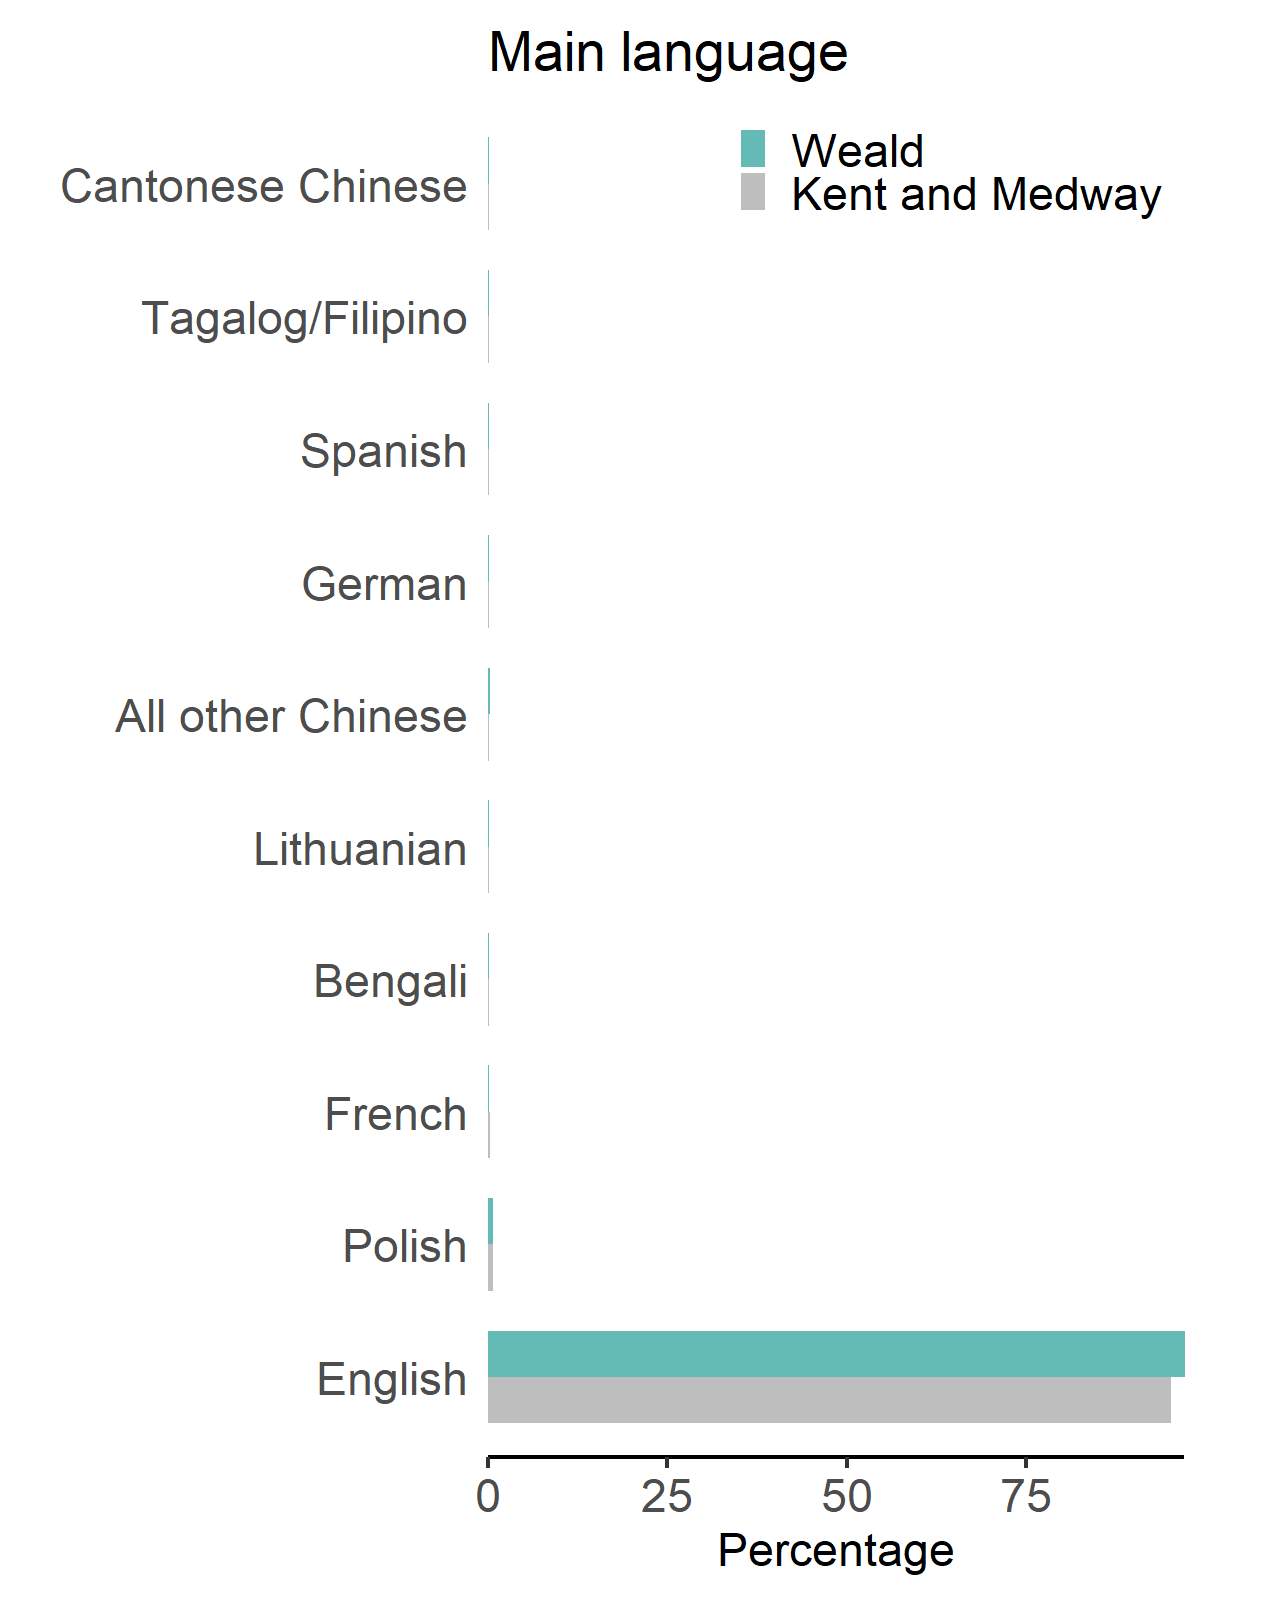 Main language
Weald
Kent and Medway
Cantonese Chinese
Tagalog/Filipino
Spanish
German
All other Chinese
Lithuanian
Bengali
French
Polish
English
0 25 50 75
Percentage